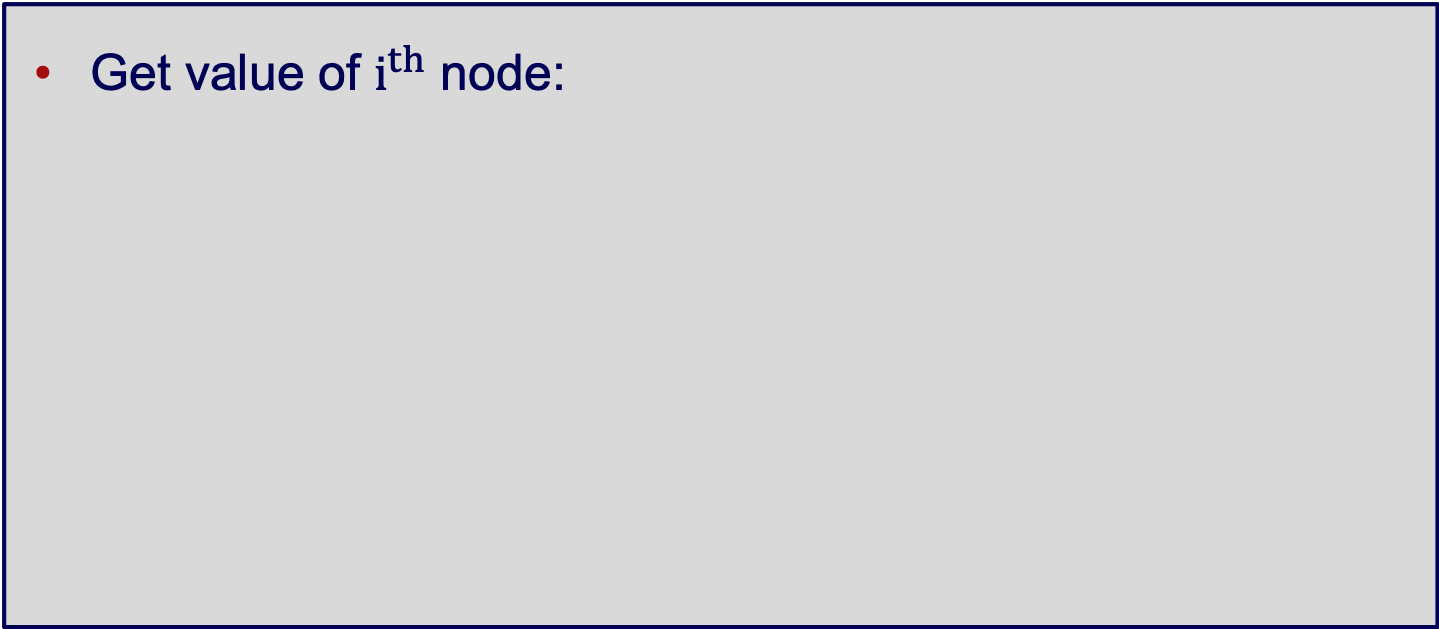 • Get value of iᵗʰ node: